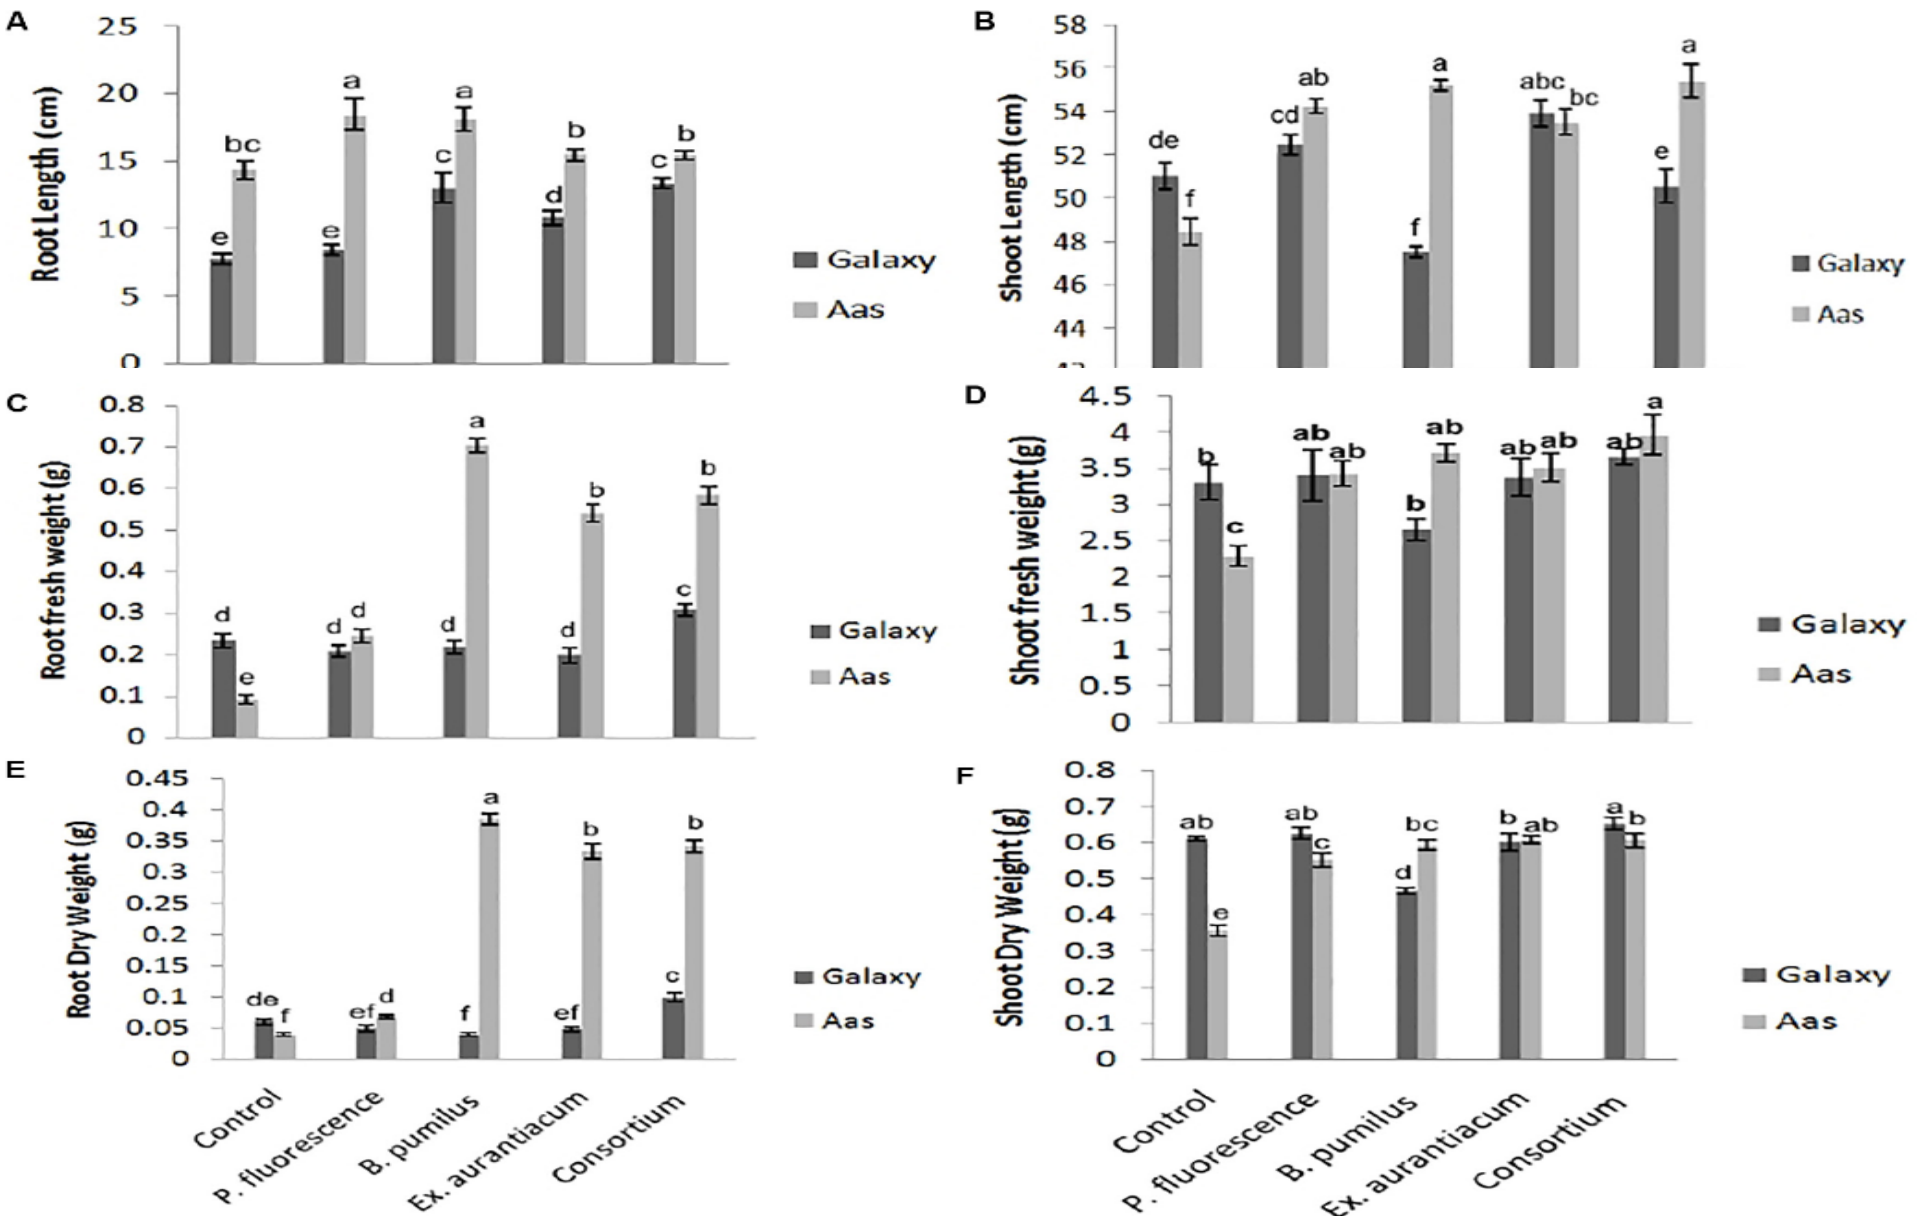 A
Root Length (cm)
25
20
15
10
5
0
bc
a
a
b
b
e
e
c
d
c
Galaxy
Aas
B
Shoot Length (cm)
58
56
54
52
50
48
46
44
de
f
cd
ab
f
a
abc
bc
e
a
Galaxy
Aas
C
Root fresh weight (g)
0.8
0.7
0.6
0.5
0.4
0.3
0.2
0.1
0
d
e
d
d
d
a
d
b
c
b
Galaxy
Aas
D
Shoot fresh weight (g)
4.5
4
3.5
3
2.5
2
1.5
1
0.5
0
b
c
ab
ab
b
ab
ab
ab
ab
a
Galaxy
Aas
E
Root Dry Weight (g)
0.45
0.4
0.35
0.3
0.25
0.2
0.15
0.1
0.05
0
de
f
ef
d
f
a
ef
b
c
b
Galaxy
Aas
Control
P. fluorescence
B. pumilus
Ex. aurantiacum
Consortium
F
Shoot Dry Weight (g)
0.8
0.7
0.6
0.5
0.4
0.3
0.2
0.1
0
ab
e
ab
c
d
bc
b
ab
a
b
Galaxy
Aas
Control
P. fluorescence
B. pumilus
Ex. aurantiacum
Consortium